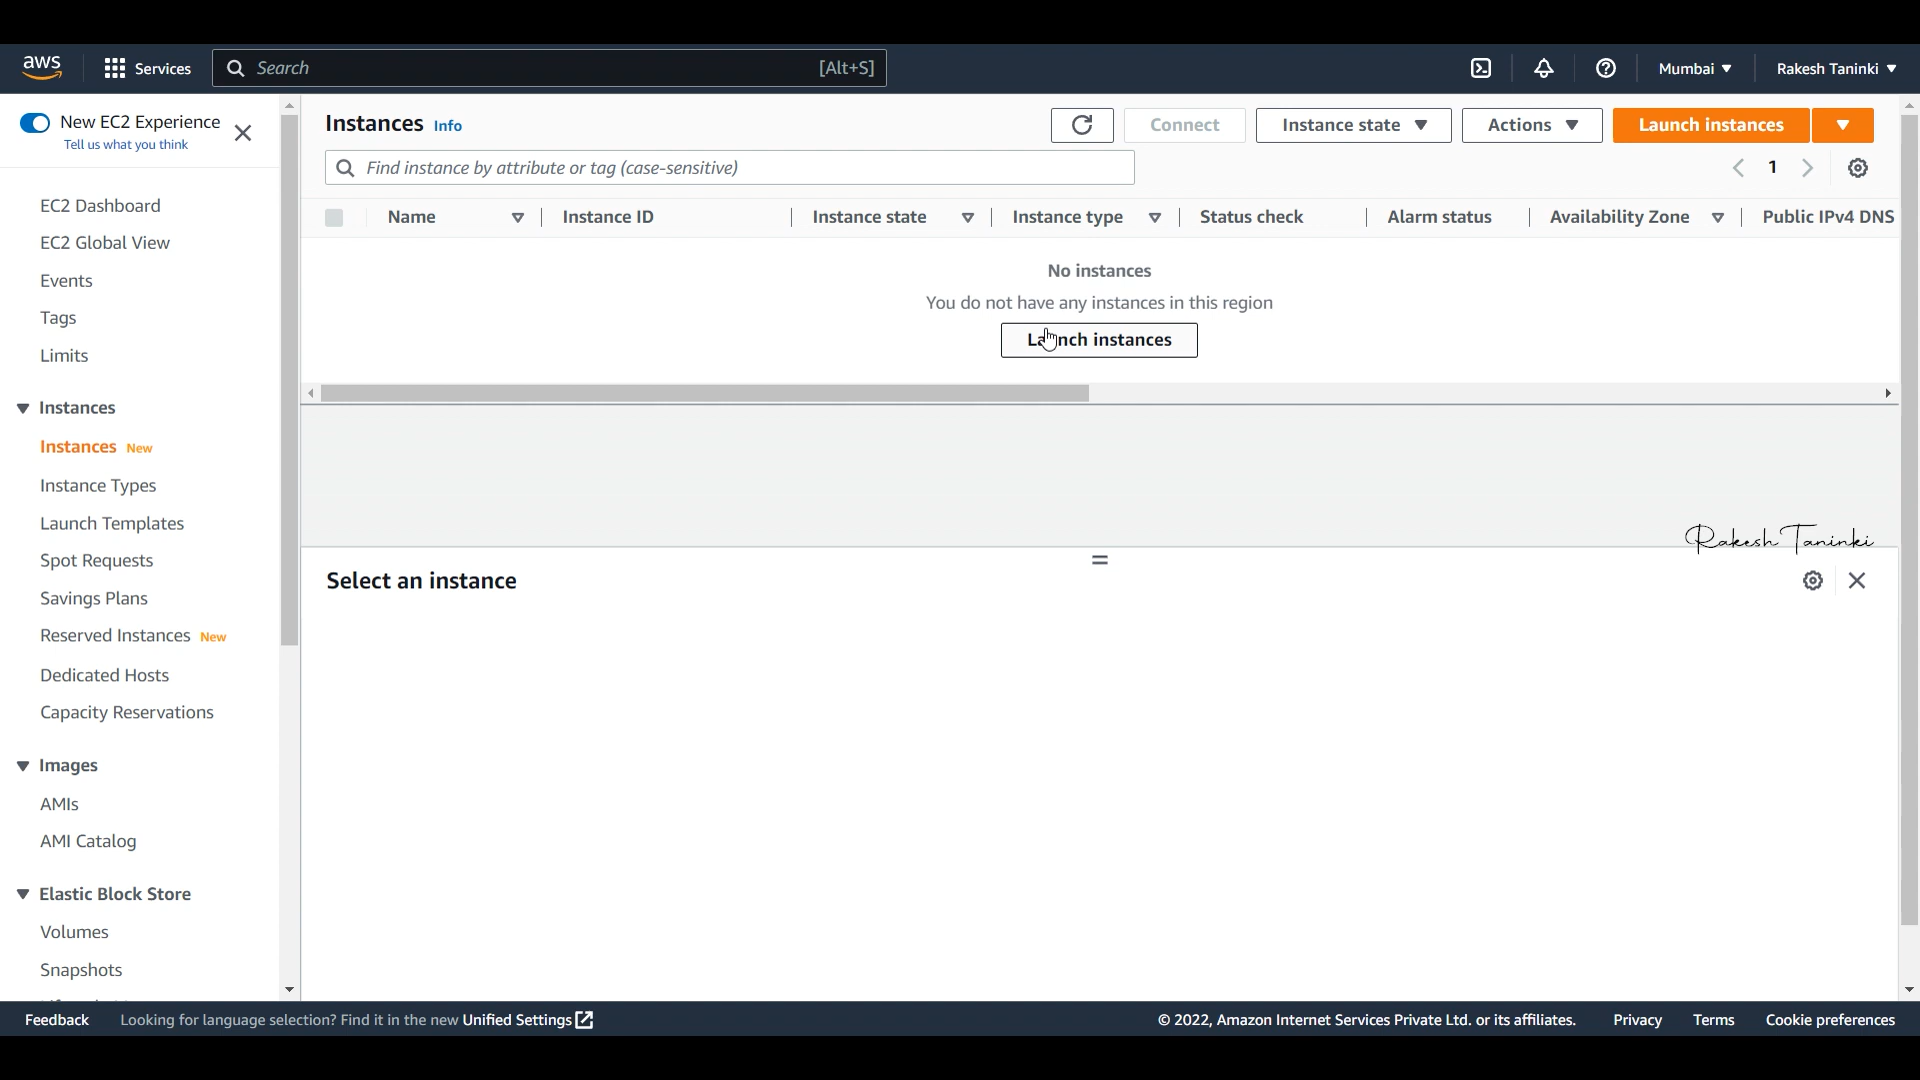 aws Services Search [Alt+S] Mumbai Rakesh Taninki
New EC2 Experience
Tell us what you think
EC2 Dashboard
EC2 Global View
Events
Tags
Limits
Instances
Instances New
Instance Types
Launch Templates
Spot Requests
Savings Plans
Reserved Instances New
Dedicated Hosts
Capacity Reservations
Images
AMIs
AMI Catalog
Elastic Block Store
Volumes
Snapshots
Instances Info Connect Instance state Actions Launch instances
Find instance by attribute or tag (case-sensitive) 1
Name Instance ID Instance state Instance type Status check Alarm status Availability Zone Public IPv4 DNS
No instances
You do not have any instances in this region
Launch instances
Rakesh Taninki
Select an instance
Feedback Looking for language selection? Find it in the new Unified Settings © 2022, Amazon Internet Services Private Ltd. or its affiliates. Privacy Terms Cookie preferences